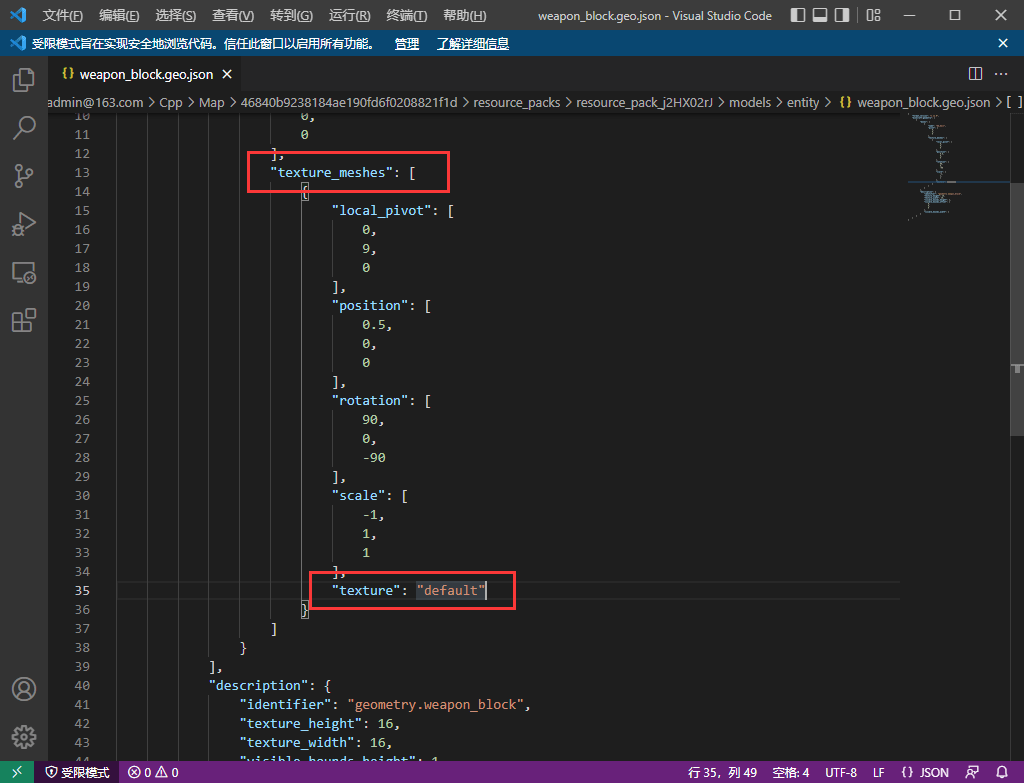 文件(F) 编辑(E) 选择(S) 查看(V) 转到(G) 运行(R) 终端(T) 帮助(H) weapon_block.geo.json - Visual Studio Code
受限模式旨在实现安全地浏览代码。信任此窗口以启用所有功能。 管理 了解详细信息
{} weapon_block.geo.json
admin@163.com > Cpp > Map > 46840b9238184ae190fd6f0208821f1d > resource_packs > resource_pack_j2HX02rJ > models > entity > {} weapon_block.geo.json > [ ]
10 0,
11 0
12 ],
13 "texture_meshes": [
14 {
15 "local_pivot": [
16 0,
17 9,
18 0
19 ],
20 "position": [
21 0.5,
22 0,
23 0
24 ],
25 "rotation": [
26 90,
27 0,
28 -90
29 ],
30 "scale": [
31 -1,
32 1,
33 1
34 ],
35 "texture": "default"
36 }
37 ]
38 }
39 ],
40 "description": {
41 "identifier": "geometry.weapon_block",
42 "texture_height": 16,
43 "texture_width": 16,
44 "visible_bounds_height": 1,
受限模式 0 0 行 35，列 49 空格: 4 UTF-8 LF {} JSON